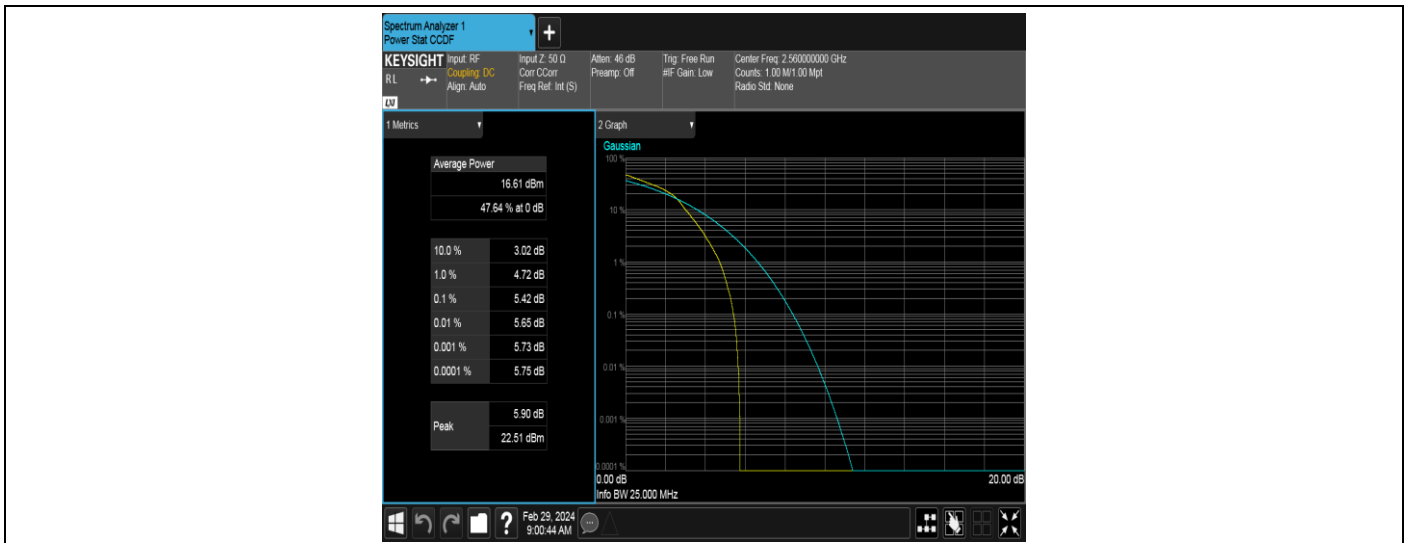 Spectrum Analyzer 1
Power Stat CCDF
+
KEYSIGHT
RL
LXI
Input: RF
Coupling: DC
Align: Auto
Input Z: 50 Ω
Corr CCorr
Freq Ref: Int (S)
Atten: 46 dB
Preamp: Off
Trig: Free Run
#IF Gain: Low
Center Freq: 2.560000000 GHz
Counts: 1.00 M/1.00 Mpt
Radio Std: None
1 Metrics
Average Power
16.61 dBm
47.64 % at 0 dB
10.0 % 3.02 dB
1.0 % 4.72 dB
0.1 % 5.42 dB
0.01 % 5.65 dB
0.001 % 5.73 dB
0.0001 % 5.75 dB
Peak
5.90 dB
22.51 dBm
2 Graph
Gaussian
100 %
10 %
1 %
0.1 %
0.01 %
0.001 %
0.0001 %
0.00 dB 20.00 dB
Info BW 25.000 MHz
?
Feb 29, 2024
9:00:44 AM